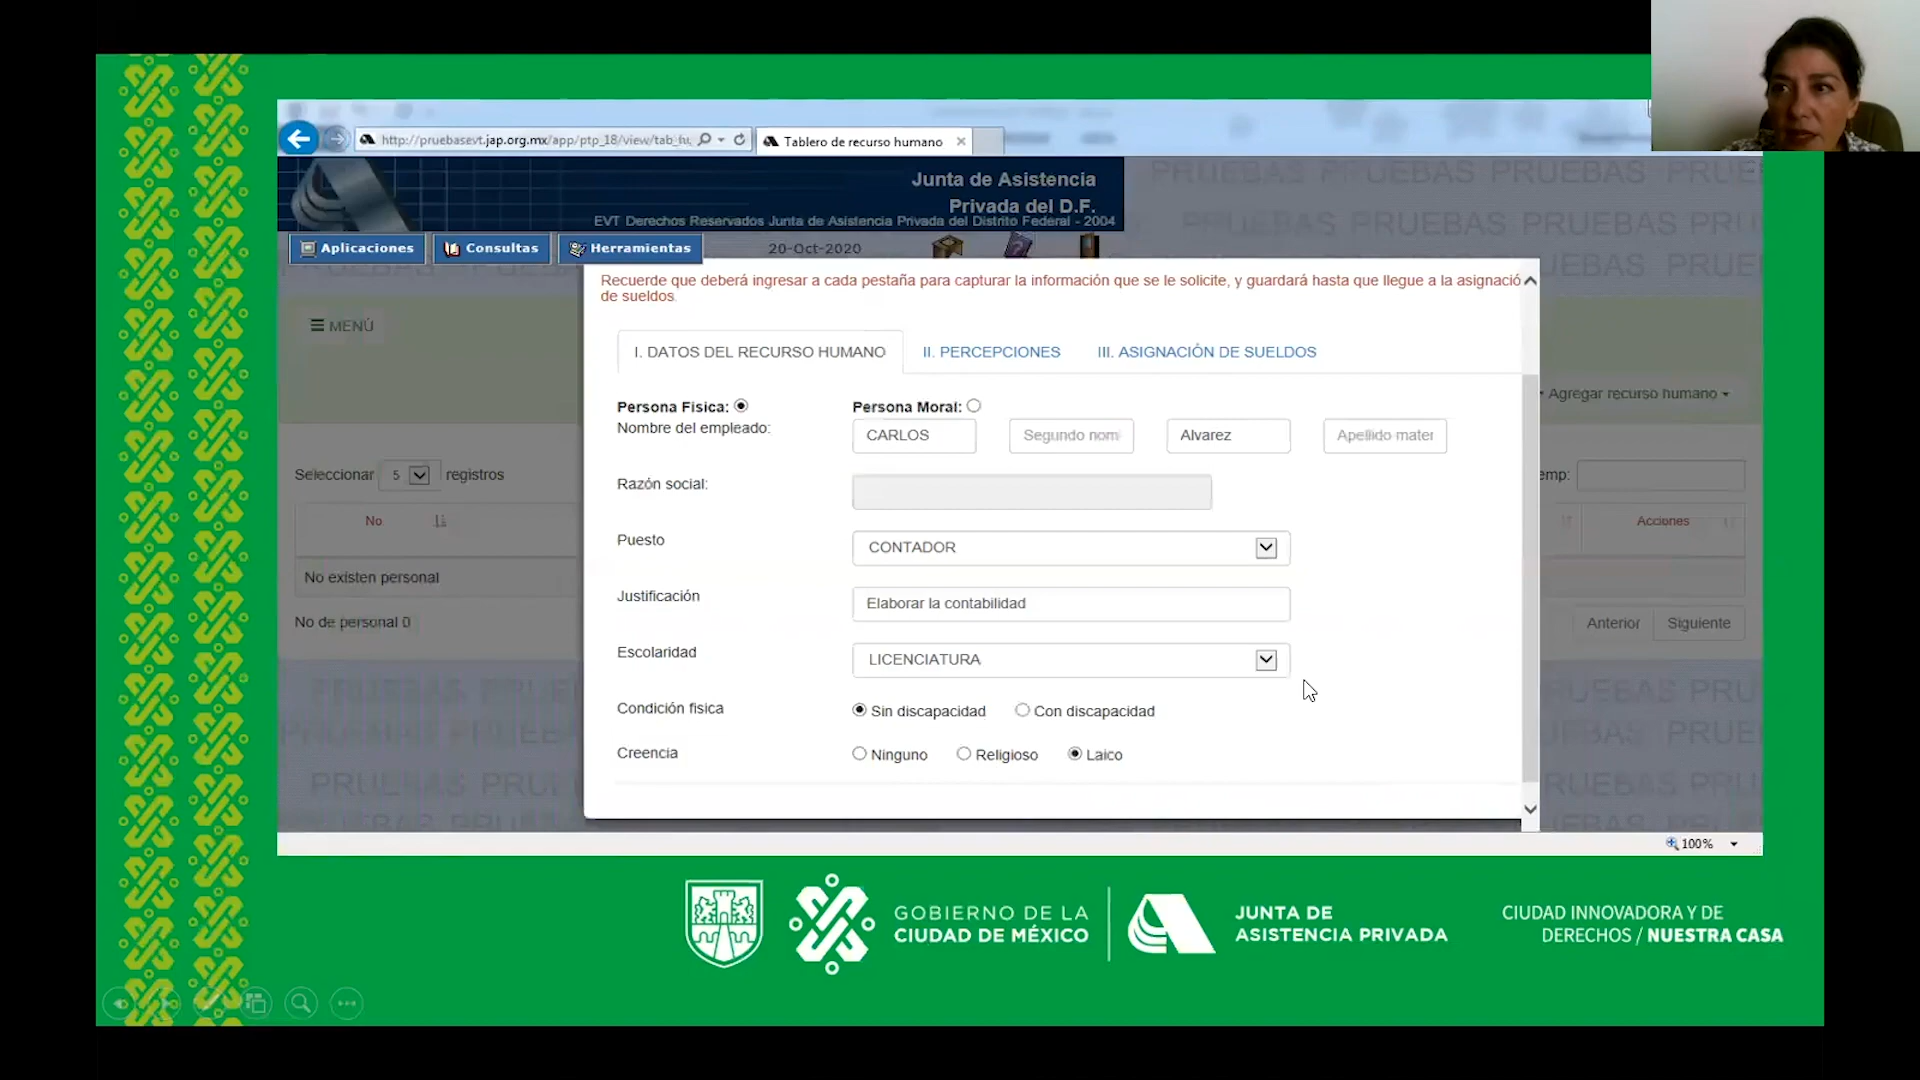 http://pruebasevt.jap.org.mx/app/ptp_18/view/tab_hu
Tablero de recurso humano
Junta de Asistencia
Privada del D.F.
EVT Derechos Reservados Junta de Asistencia Privada del Distrito Federal - 2004
Aplicaciones
Consultas
Herramientas
20-Oct-2020
PRUEBAS PRUEBAS PRUEBAS PRUE
Recuerde que deberá ingresar a cada pestaña para capturar la información que se le solicite, y guardará hasta que llegue a la asignació
de sueldos.
MENÚ
I. DATOS DEL RECURSO HUMANO
II. PERCEPCIONES
III. ASIGNACIÓN DE SUELDOS
Agregar recurso humano
Persona Física:
Persona Moral:
Nombre del empleado:
CARLOS
Segundo nom
Alvarez
Apellido mater
Seleccionar 5 registros
emp:
Razón social:
No
Acciones
Puesto
CONTADOR
No existen personal
Justificación
Elaborar la contabilidad
No de personal 0
Anterior
Siguiente
Escolaridad
LICENCIATURA
Condición fisica
Sin discapacidad
Con discapacidad
Creencia
Ninguno
Religioso
Laico
100%
GOBIERNO DE LA
CIUDAD DE MÉXICO
JUNTA DE
ASISTENCIA PRIVADA
CIUDAD INNOVADORA Y DE
DERECHOS / NUESTRA CASA